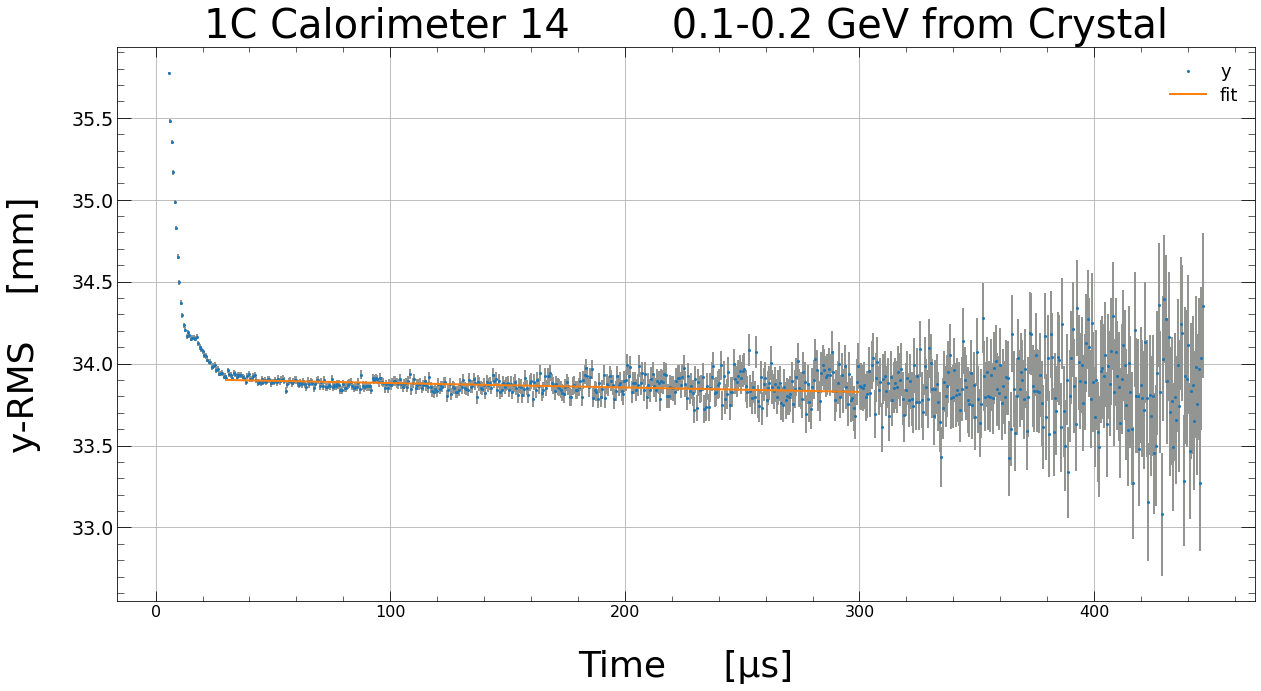 1C Calorimeter 14 0.1-0.2 GeV from Crystal
y
fit
y-RMS [mm]
35.5
35.0
34.5
34.0
33.5
33.0
0 100 200 300 400
Time [µs]